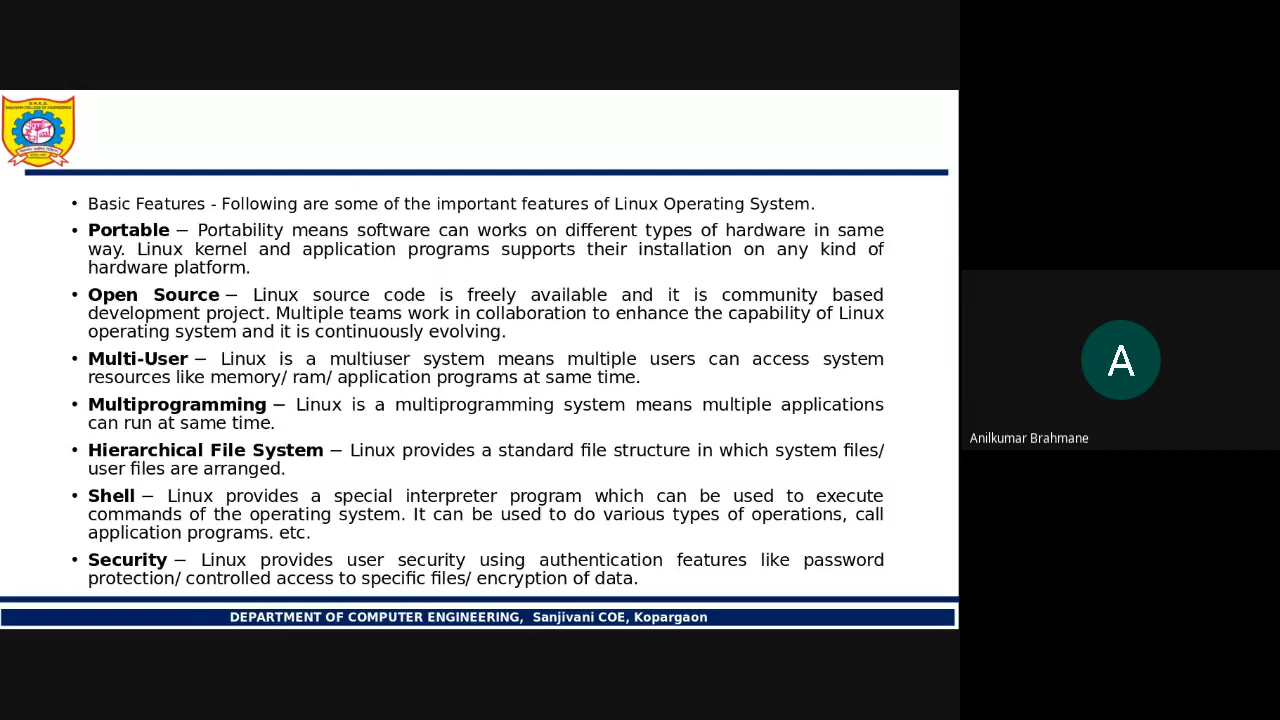 • Basic Features - Following are some of the important features of Linux Operating System.
• Portable − Portability means software can works on different types of hardware in same
way. Linux kernel and application programs supports their installation on any kind of
hardware platform.
• Open Source − Linux source code is freely available and it is community based
development project. Multiple teams work in collaboration to enhance the capability of Linux
operating system and it is continuously evolving.
• Multi-User − Linux is a multiuser system means multiple users can access system
resources like memory/ ram/ application programs at same time.
• Multiprogramming − Linux is a multiprogramming system means multiple applications
can run at same time.
• Hierarchical File System − Linux provides a standard file structure in which system files/
user files are arranged.
• Shell − Linux provides a special interpreter program which can be used to execute
commands of the operating system. It can be used to do various types of operations, call
application programs. etc.
• Security − Linux provides user security using authentication features like password
protection/ controlled access to specific files/ encryption of data.
DEPARTMENT OF COMPUTER ENGINEERING, Sanjivani COE, Kopargaon
A
Anilkumar Brahmane